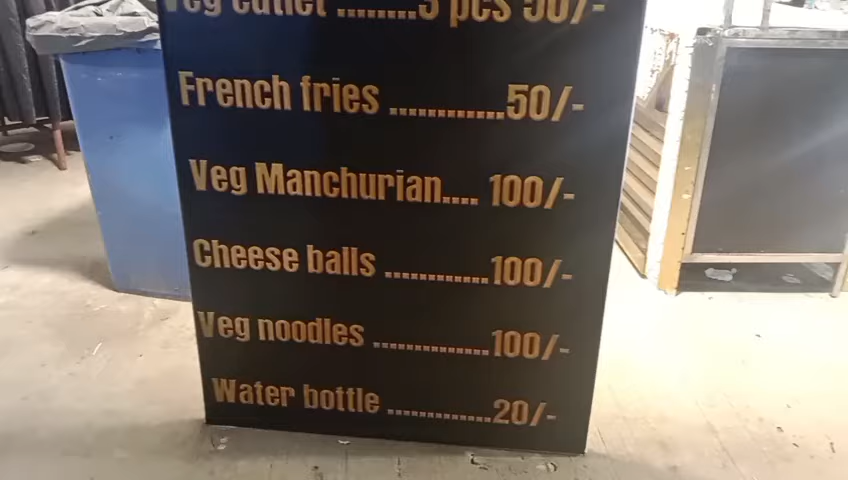 Veg cutlet ........3 pcs 50/-
French fries ............50/-
Veg Manchurian.... 100/-
Cheese balls ............100/-
Veg noodles .............100/-
Water bottle .............20/-